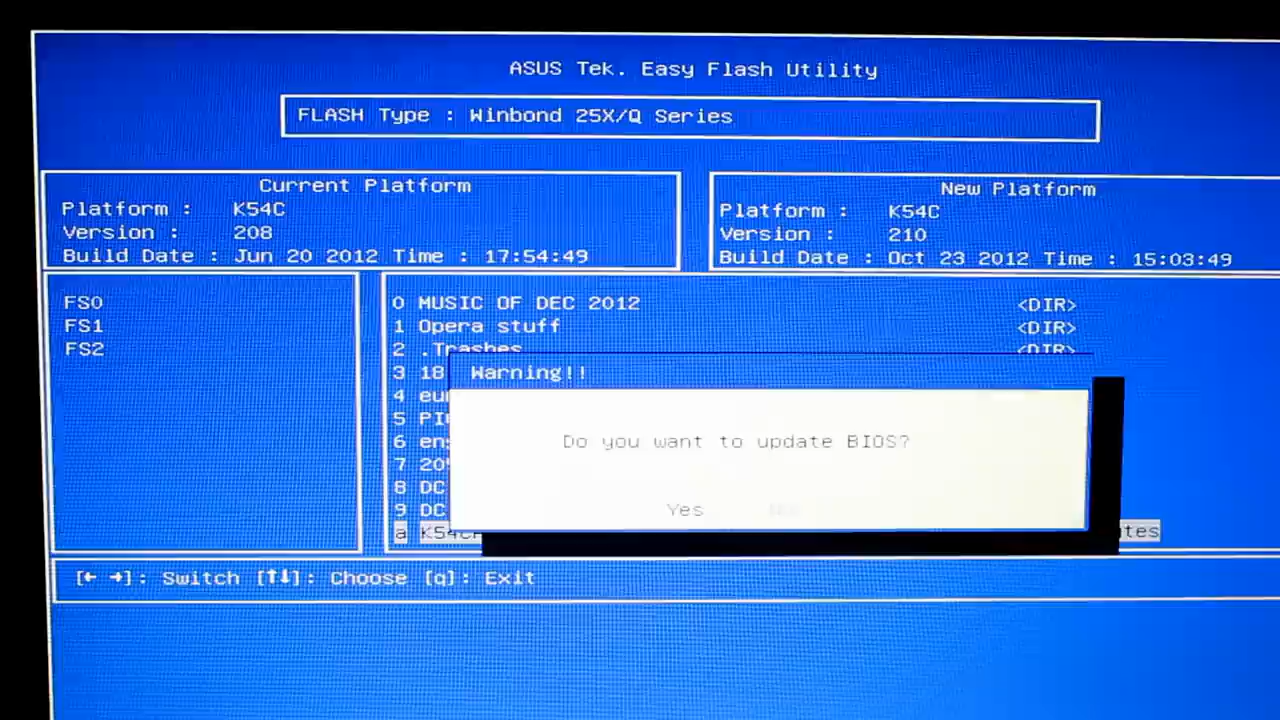 ASUS Tek. Easy Flash Utility
FLASH Type : Winbond 25X/Q Series
Current Platform
Platform : K54C
Version : 208
Build Date : Jun 20 2012 Time : 17:54:49
New Platform
Platform : K54C
Version : 210
Build Date : Oct 23 2012 Time : 15:03:49
FS0
FS1
FS2
0 MUSIC OF DEC 2012 <DIR>
1 Opera stuff <DIR>
2 .Trashes <DIR>
3 18
4
5
6
7
8 DC
9 DC
a
Warning!!
Do you want to update BIOS?
Yes
[← →]: Switch [↑↓]: Choose [q]: Exit